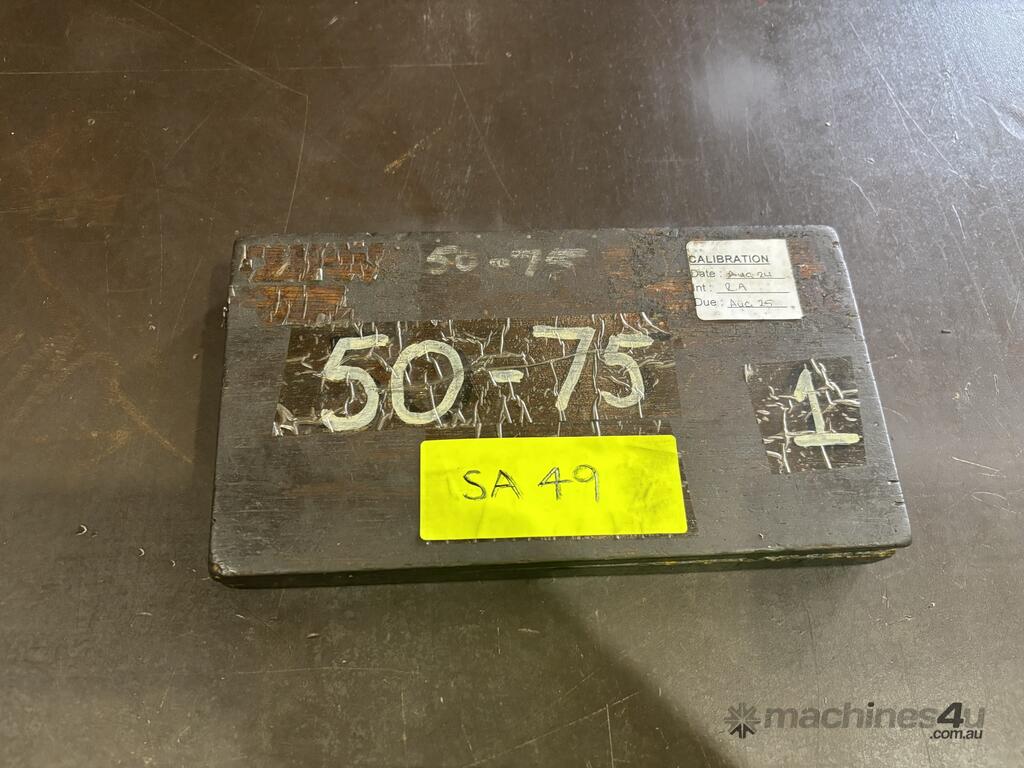 50-75
CALIBRATION
Date: Aug 24
Int: RA
Due: Aug 25
50-75
1
SA 49
machines4u
.com.au